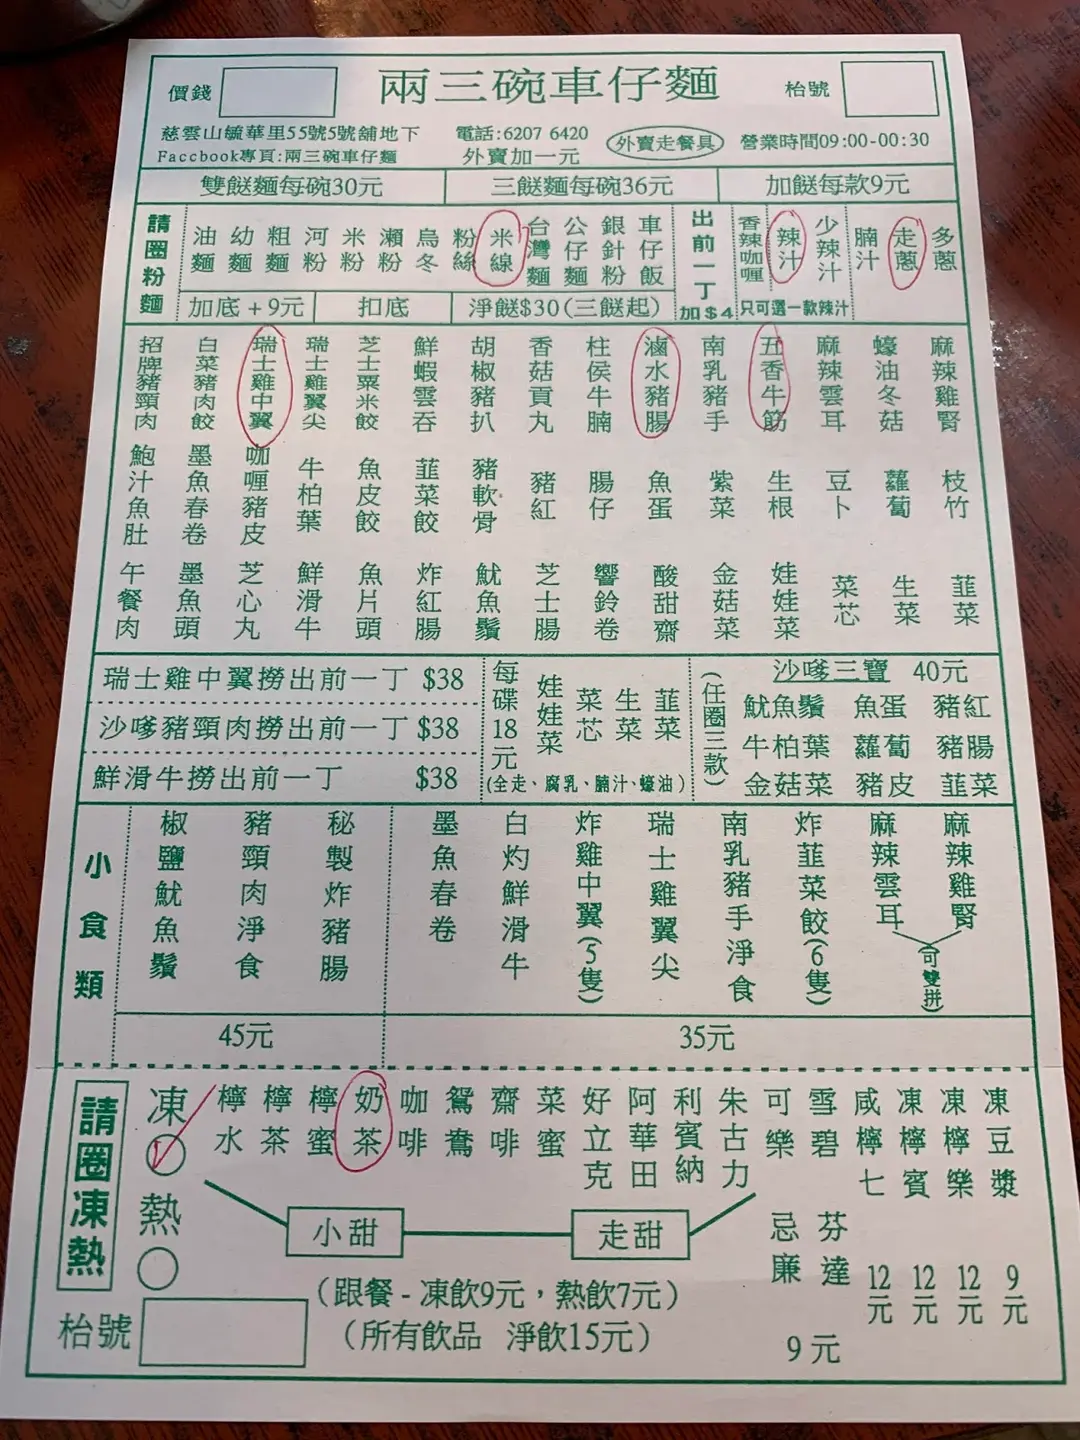 價錢
兩三碗車仔麵
枱號
慈雲山毓華里55號5號舖地下
電話:6207 6420
外賣走餐具
營業時間09:00-00:30
Faccbook專頁:兩三碗車仔麵
外賣加一元
雙餸麵每碗30元
三餸麵每碗36元
加餸每款9元
請圈粉麵
油麵
幼麵
粗麵
河粉
米粉
瀨粉
烏冬
粉絲
米線
台灣麵
公仔麵
銀針粉
車仔飯
出前一丁加$4
香辣咖喱
辣汁
少辣汁
腩汁
走蔥
多蔥
只可選一款辣汁
加底+9元
扣底
淨餸$30(三餸起)
招牌豬頸肉
白菜豬肉餃
瑞士雞中翼
瑞士雞翼尖
芝士粟米餃
鮮蝦雲吞
胡椒豬扒
香菇貢丸
柱侯牛腩
滷水豬腸
南乳豬手
五香牛筋
麻辣雲耳
蠔油冬菇
麻辣雞腎
鮑汁魚肚
墨魚春卷
咖喱豬皮
牛柏葉
魚皮餃
韮菜餃
豬軟骨
豬紅
腸仔
魚蛋
紫菜
生根
豆卜
蘿蔔
枝竹
午餐肉
墨魚頭
芝心丸
鮮滑牛
魚片頭
炸紅腸
魷魚鬚
芝士腸
響鈴卷
酸甜齋
金菇菜
娃娃菜
菜芯
生菜
韮菜
瑞士雞中翼撈出前一丁 $38
沙嗲豬頸肉撈出前一丁 $38
鮮滑牛撈出前一丁 $38
每碟18元
娃娃菜
菜芯
生菜
韮菜
(全走、腐乳、腩汁、蠔油)
(任圈三款)
沙嗲三寶 40元
魷魚鬚 魚蛋 豬紅
牛柏葉 蘿蔔 豬腸
金菇菜 豬皮 韮菜
小食類
椒鹽魷魚鬚
豬頸肉淨食
秘製炸豬腸
墨魚春卷
白灼鮮滑牛
炸雞中翼(5隻)
瑞士雞翼尖
南乳豬手淨食
炸韮菜餃(6隻)
麻辣雲耳
麻辣雞腎
(可雙拼)
45元
35元
請圈凍熱
凍
熱
檸水
檸茶
檸蜜
奶茶
咖啡
鴛鴦
齋啡
菜蜜
好立克
阿華田
利賓納
朱古力
可樂
雪碧
咸檸七
凍檸賓
凍檸樂
凍豆漿
小甜
走甜
忌廉
芬達
12元
12元
12元
9元
(跟餐 - 凍飲9元，熱飲7元)
(所有飲品 淨飲15元)
9元
枱號